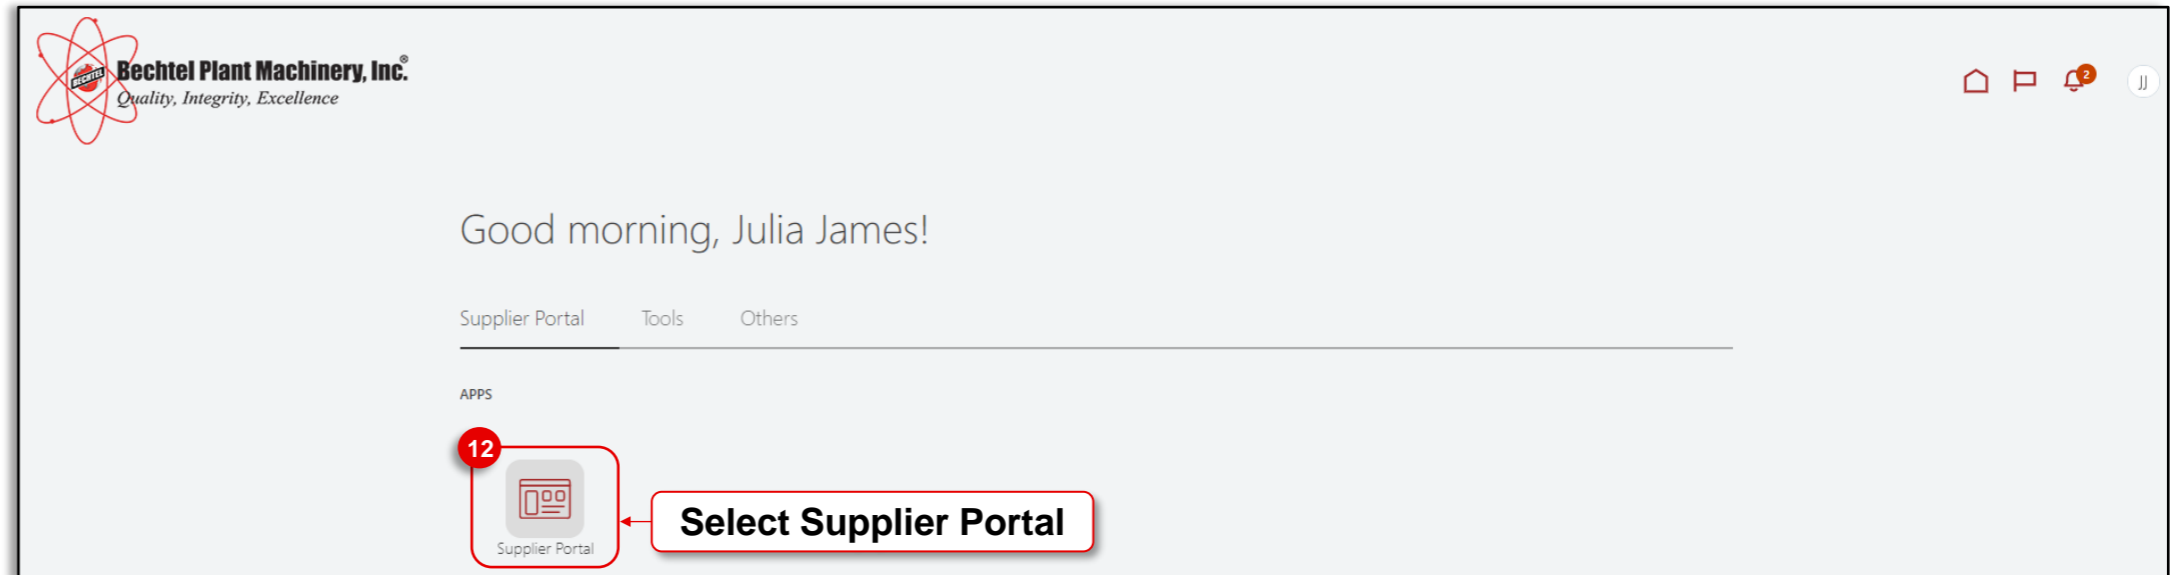 BECHTEL
Bechtel Plant Machinery, Inc.®
Quality, Integrity, Excellence
2
JJ
Good morning, Julia James!
Supplier Portal Tools Others
APPS
12
Supplier Portal
Select Supplier Portal